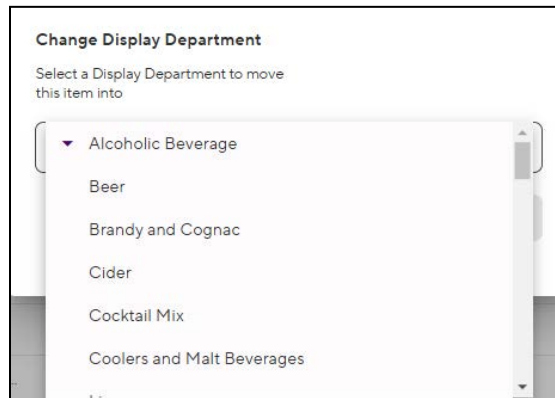 Change Display Department
Select a Display Department to move
this item into
Alcoholic Beverage
Beer
Brandy and Cognac
Cider
Cocktail Mix
Coolers and Malt Beverages